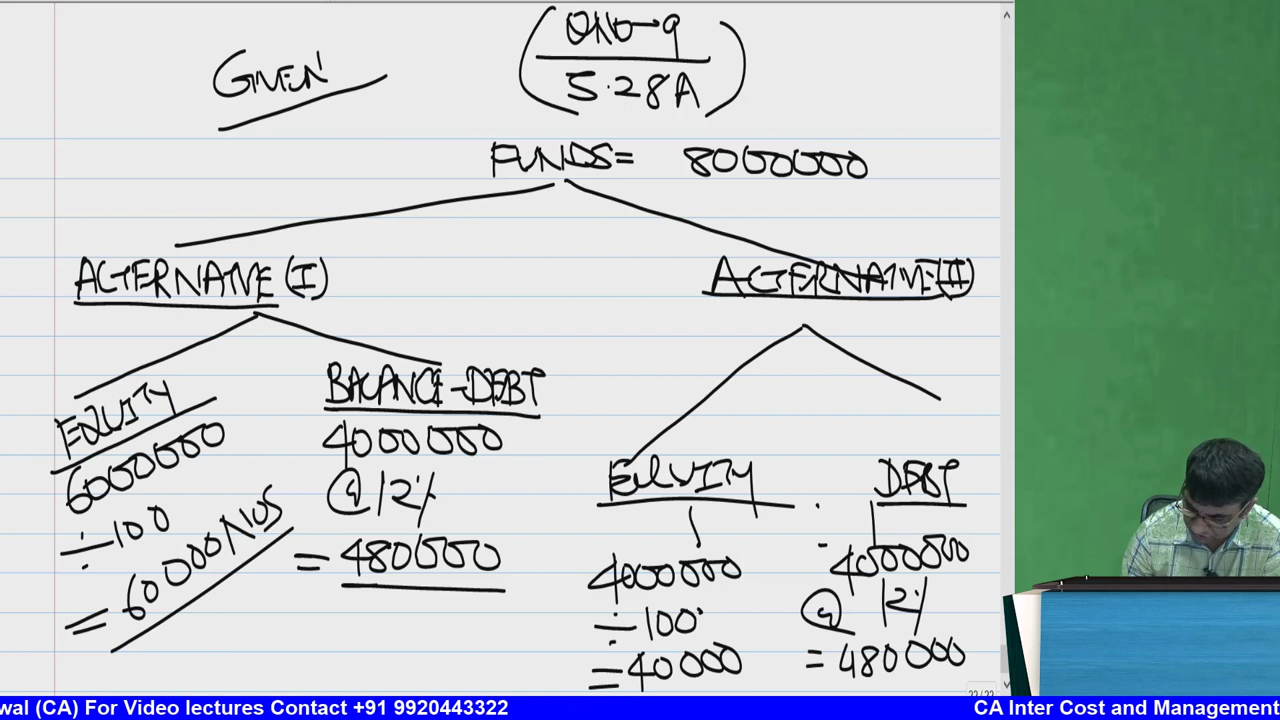 GIVEN
QNO→9
5.28A
FUNDS= 8000000
ALTERNATIVE (I)
EQUITY
6000000
÷100
= 60000 NOS
BALANCE-DEBT
4000000
@ 12%
= 480000
ALTERNATIVE (II)
EQUITY
4000000
÷ 100
= 40000
DEBT
4000000
@ 12%
= 480000
wal (CA) For Video lectures Contact +91 9920443322
CA Inter Cost and Management